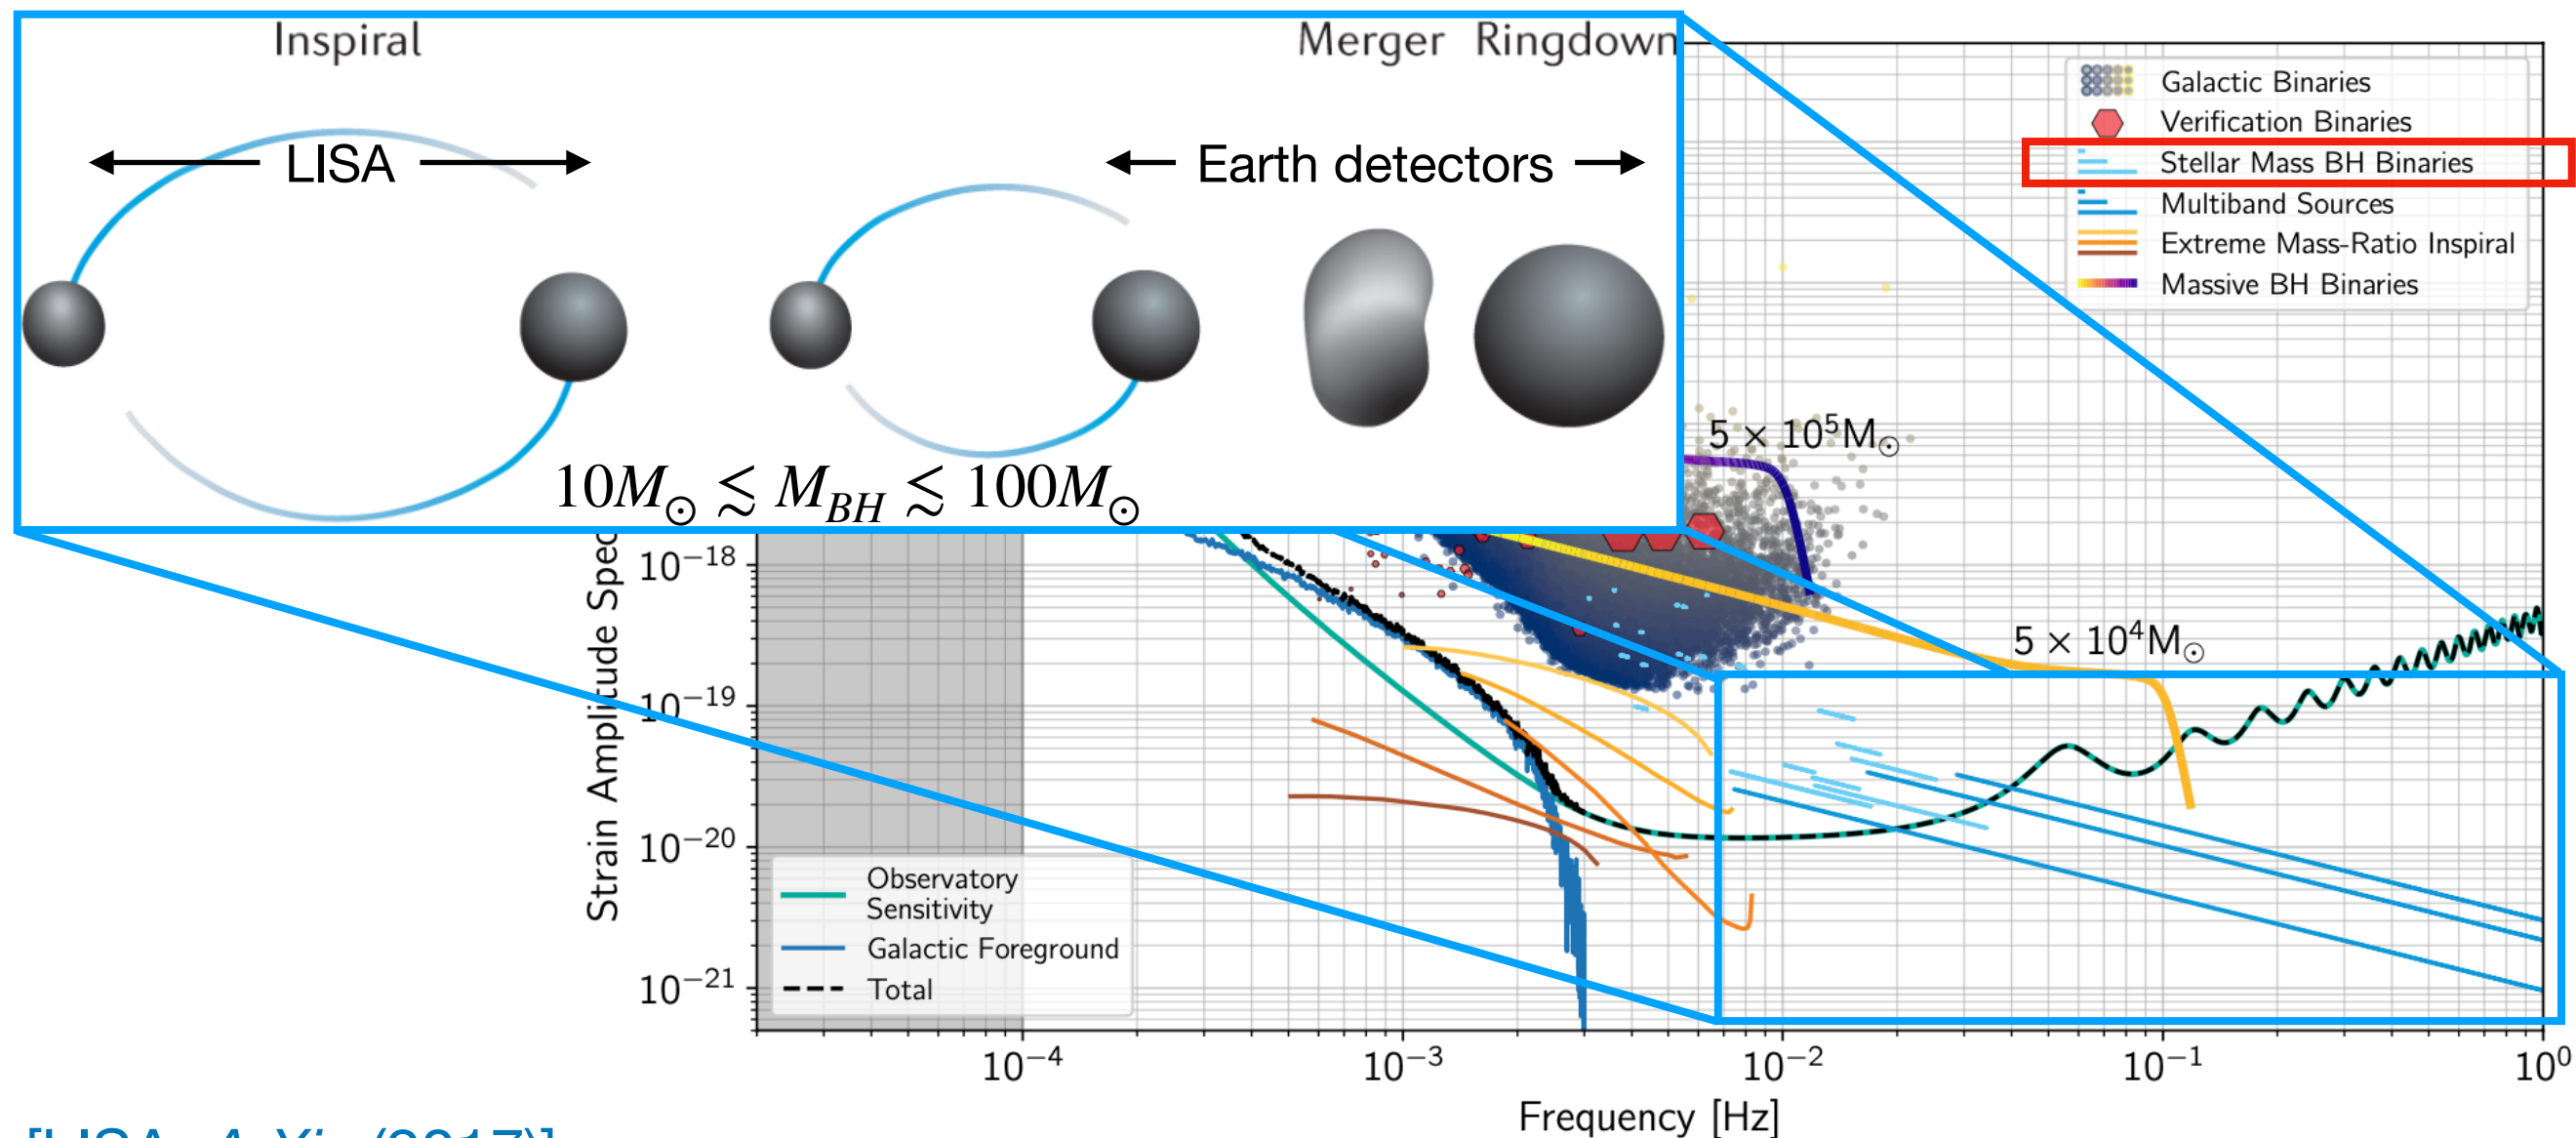 Inspiral
Merger Ringdown
LISA
Earth detectors
10M⊙ ≲ M_BH ≲ 100M⊙
Galactic Binaries
Verification Binaries
Stellar Mass BH Binaries
Multiband Sources
Extreme Mass-Ratio Inspiral
Massive BH Binaries
5 × 10⁵M⊙
5 × 10⁴M⊙
Strain Amplitude
10⁻¹⁸
10⁻¹⁹
10⁻²⁰
10⁻²¹
Observatory
Sensitivity
Galactic Foreground
Total
10⁻⁴
10⁻³
10⁻²
10⁻¹
10⁰
Frequency [Hz]